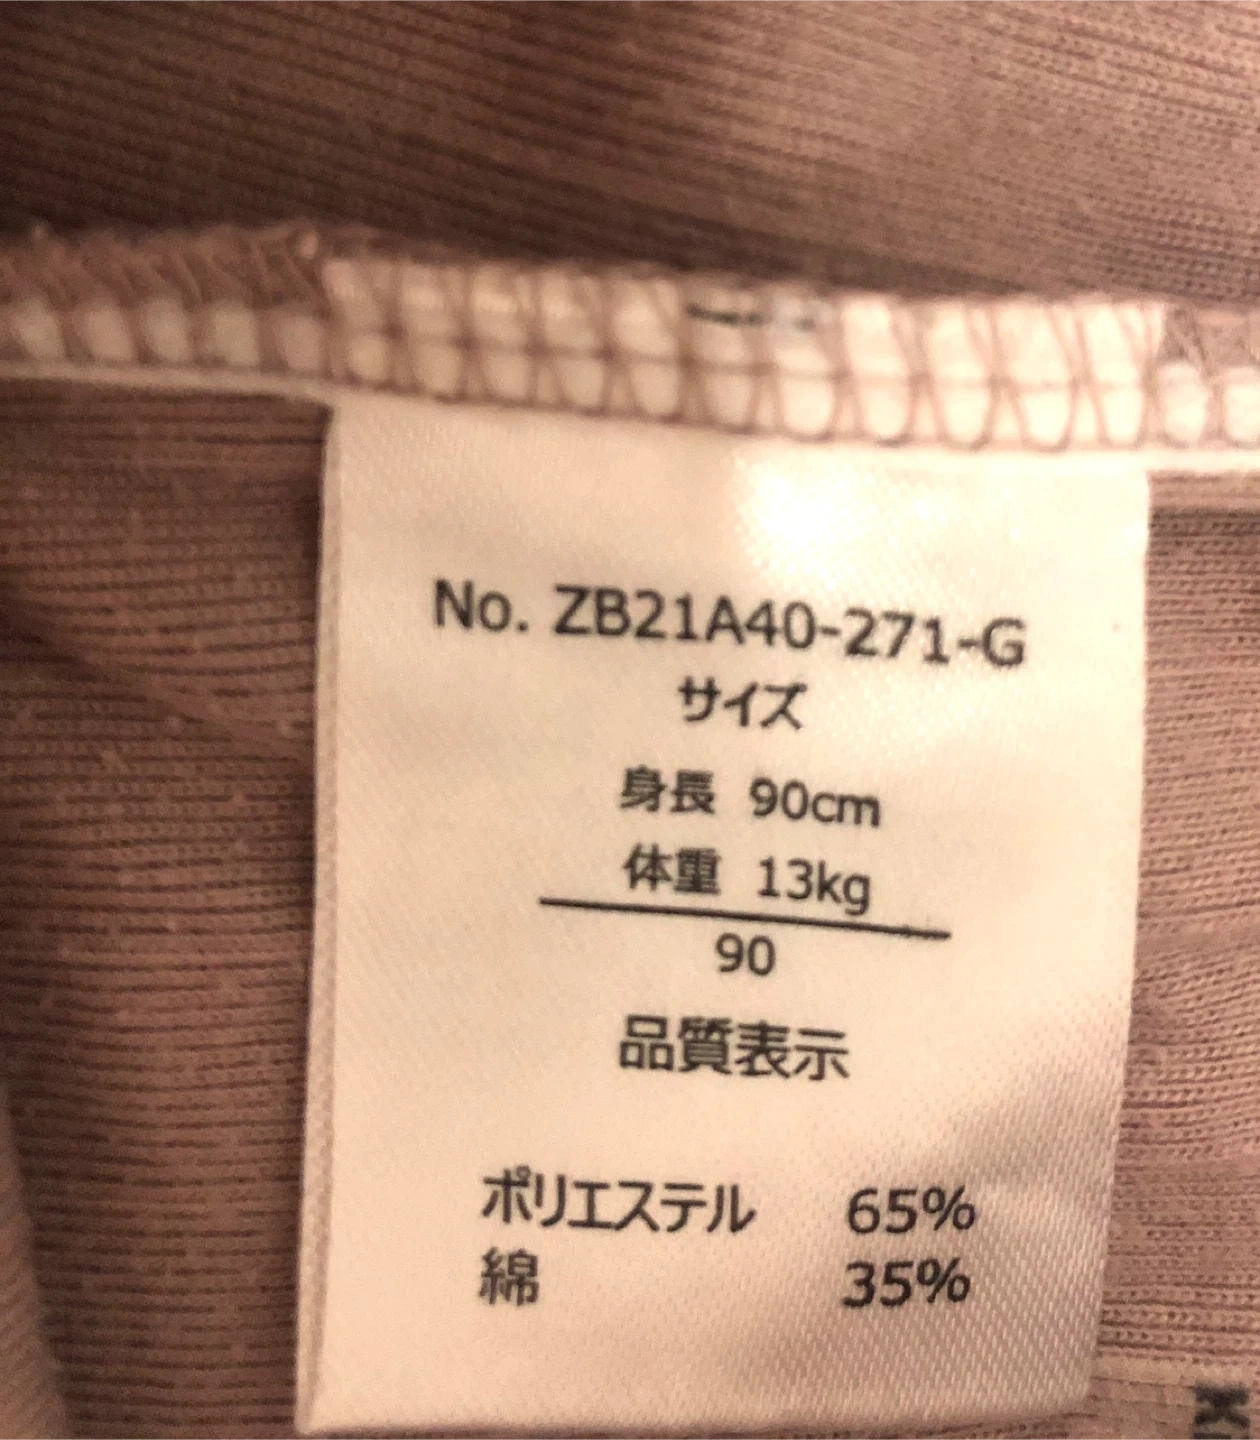 No. ZB21A40-271-G
サイズ
身長 90cm
体重 13kg
90
品質表示
ポリエステル 65%
綿 35%